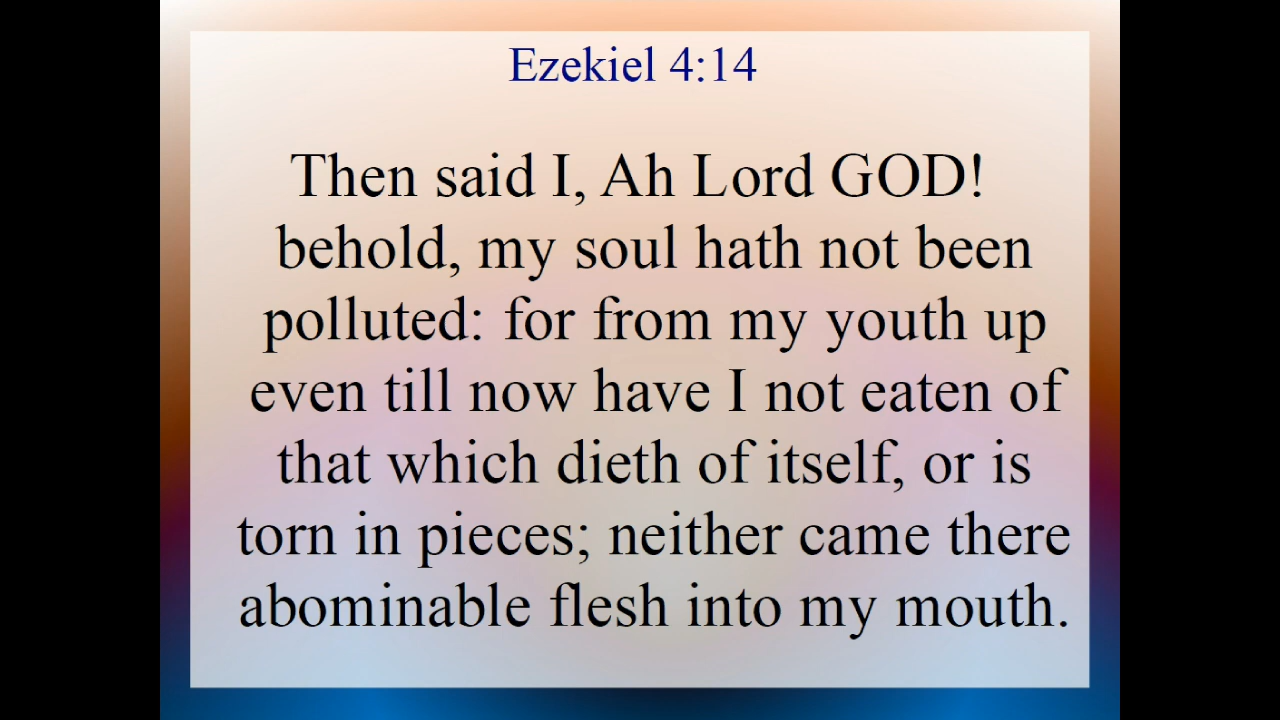 Ezekiel 4:14
Then said I, Ah Lord GOD!
behold, my soul hath not been
polluted: for from my youth up
even till now have I not eaten of
that which dieth of itself, or is
torn in pieces; neither came there
abominable flesh into my mouth.